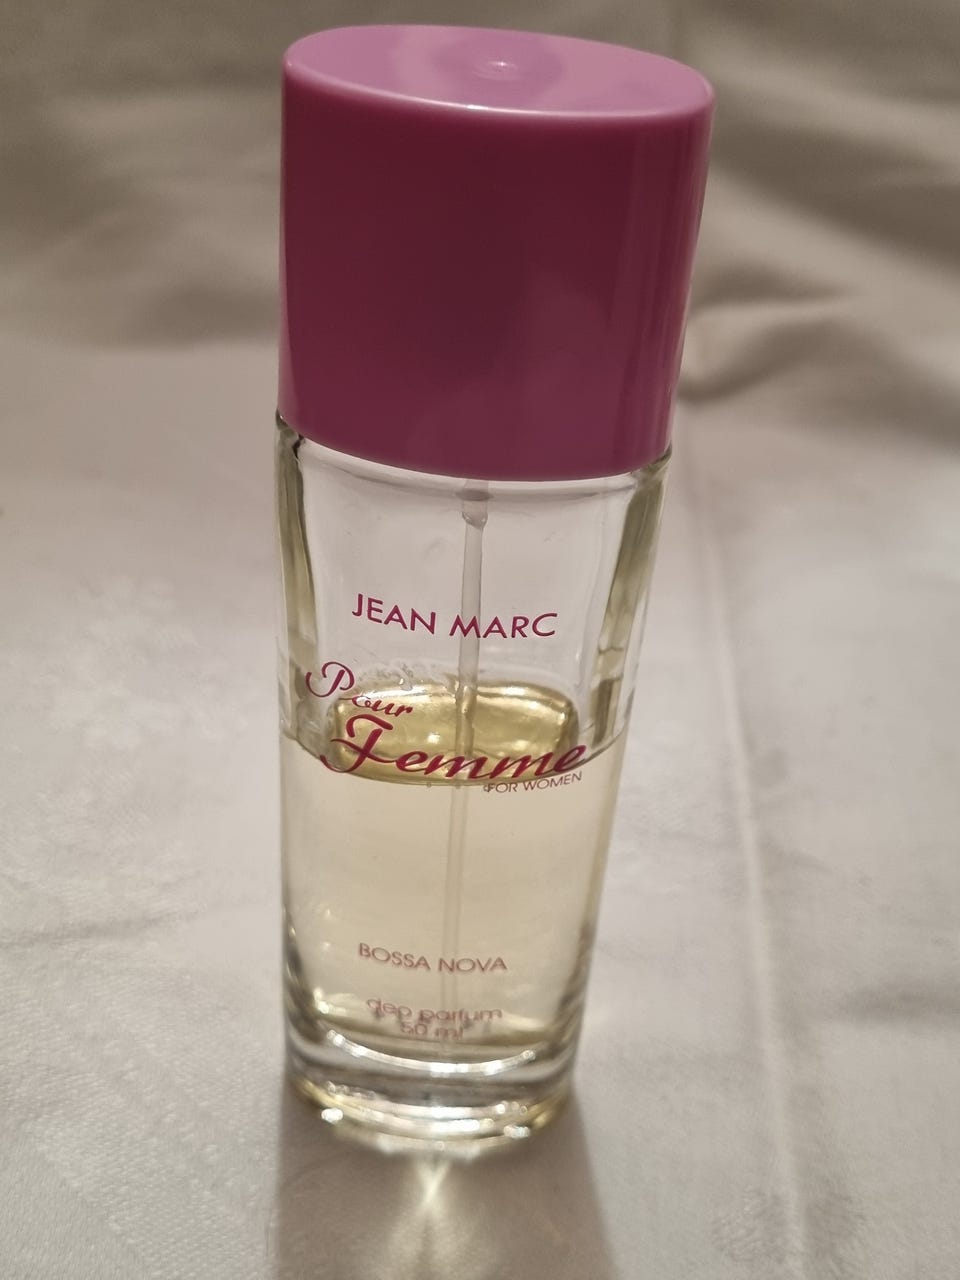 JEAN MARC
Pour
Femme
FOR WOMEN
BOSSA NOVA
deo parfum
50 ml